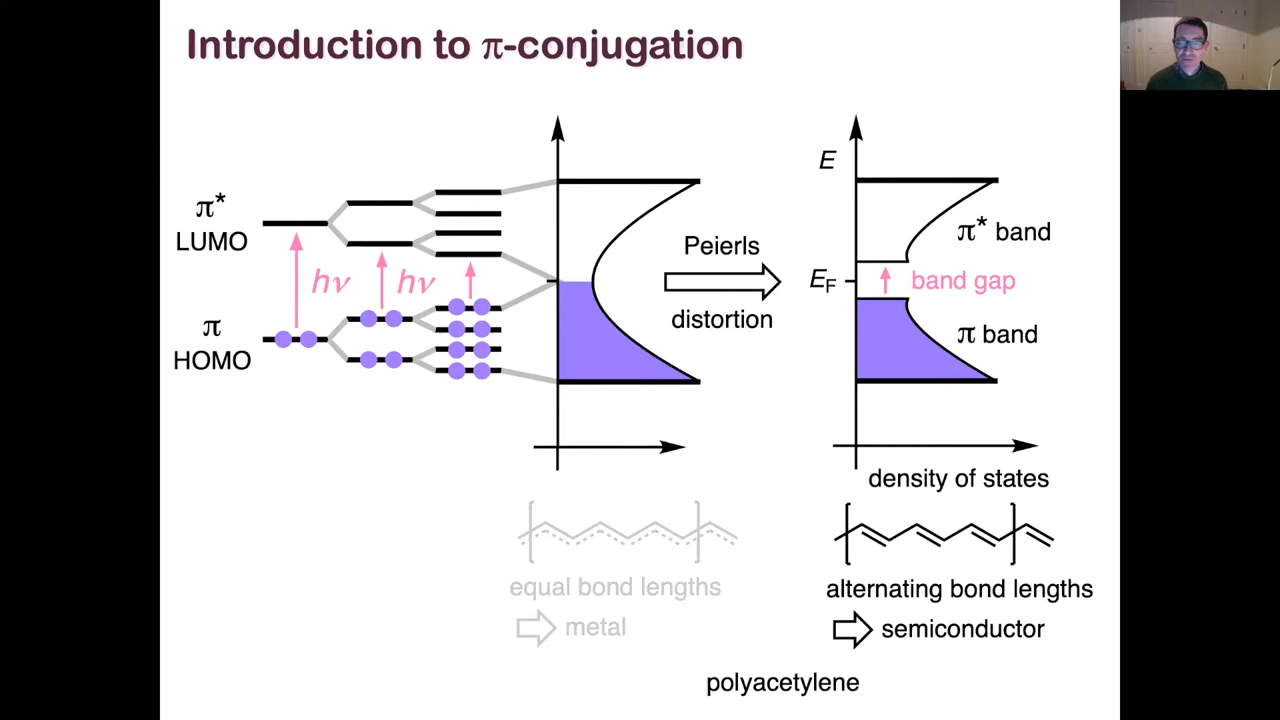 Introduction to π-conjugation
π*
LUMO
hν
hν
π
HOMO
Peierls
distortion
E
π* band
E_F
band gap
π band
density of states
equal bond lengths
metal
alternating bond lengths
semiconductor
polyacetylene